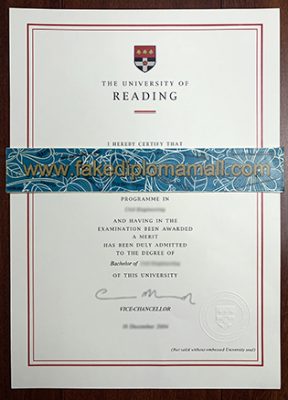 THE UNIVERSITY OF
READING
I HEREBY CERTIFY THAT
www.fakediplomamall.com
PROGRAMME IN
AND HAVING IN THE
EXAMINATION BEEN AWARDED
A MERIT
HAS BEEN DULY ADMITTED
TO THE DEGREE OF
Bachelor of
OF THIS UNIVERSITY
VICE-CHANCELLOR
(Not valid without embossed University seal)